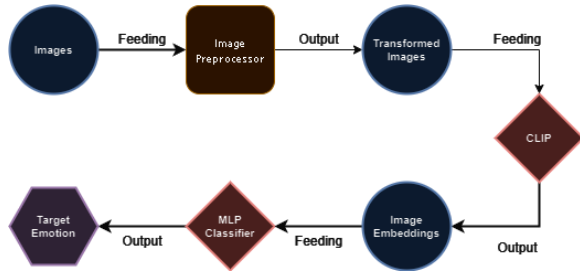 Images
Feeding
Image
Preprocessor
Output
Transformed
Images
Feeding
CLIP
Output
Image
Embeddings
Feeding
MLP
Classifier
Output
Target
Emotion